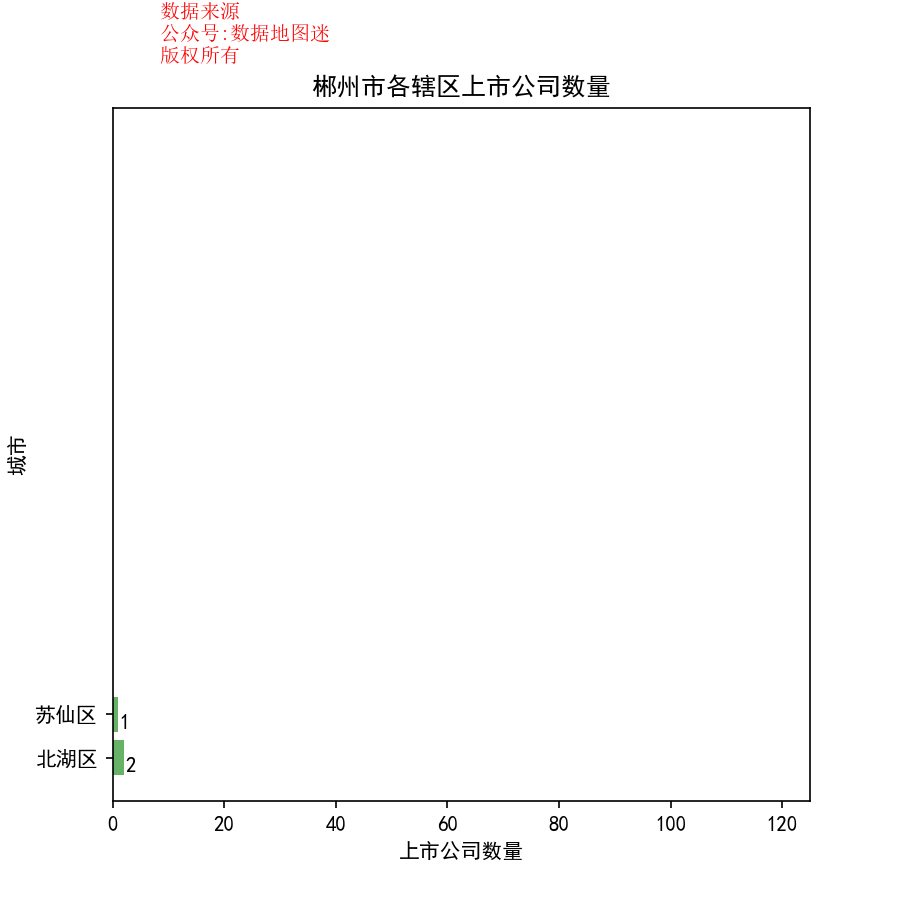 数据来源
公众号:数据地图迷
版权所有
郴州市各辖区上市公司数量
城市
苏仙区
1
北湖区
2
0 20 40 60 80 100 120
上市公司数量